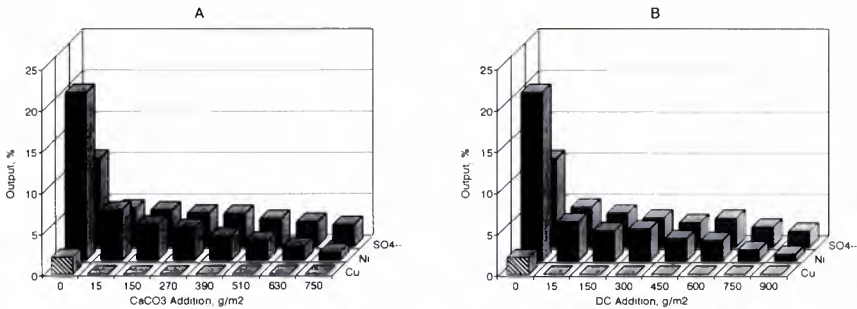 A
25
20
15
10
5
0
Output, %
0 15 150 270 390 510 630 750
CaCO3 Addition, g/m2
SO4--
Ni
Cu
B
25
20
15
10
5
0
Output, %
0 15 150 300 450 600 750 900
DC Addition, g/m2
SO4--
Ni
Cu